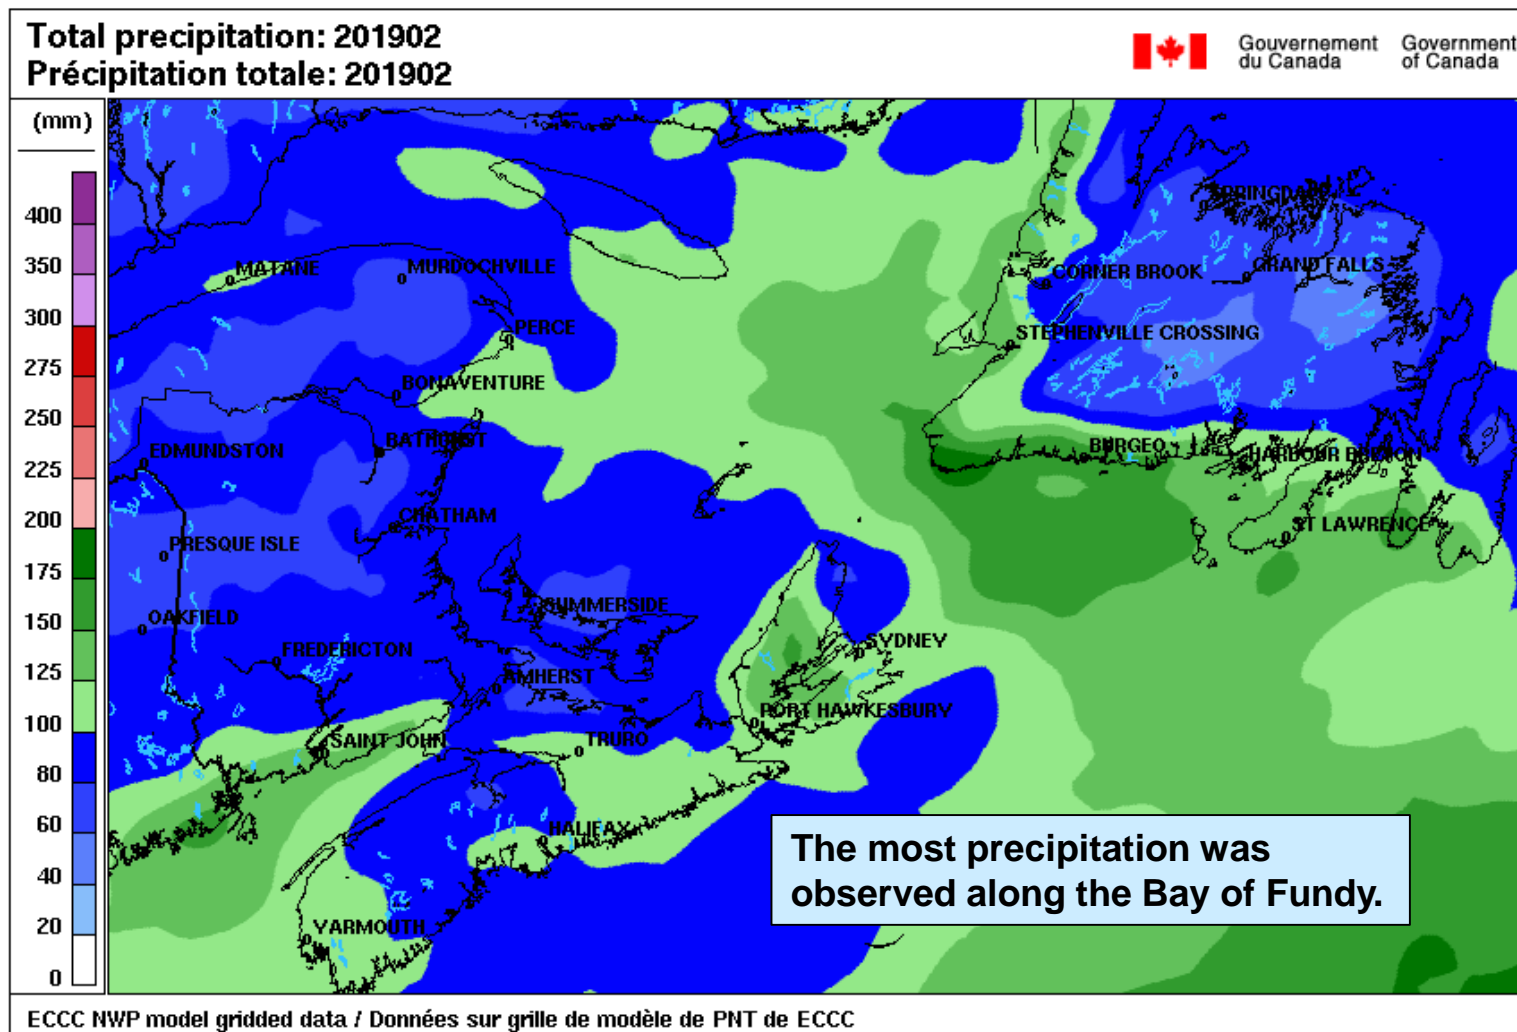 Total precipitation: 201902
Précipitation totale: 201902
Gouvernement du Canada
Government of Canada
(mm)
400
350
300
275
250
225
200
175
150
125
100
80
60
40
20
0
SPRINGDALE
MATANE
MURDOCHVILLE
CORNER BROOK
GRAND FALLS
PERCE
STEPHENVILLE CROSSING
BONAVENTURE
BATHURST
EDMUNDSTON
BURGEO
HARBOUR BRETON
CHATHAM
ST LAWRENCE
PRESQUE ISLE
SUMMERSIDE
OAKFIELD
FREDERICTON
SYDNEY
AMHERST
PORT HAWKESBURY
SAINT JOHN
TRURO
HALIFAX
YARMOUTH
The most precipitation was
observed along the Bay of Fundy.
ECCC NWP model gridded data / Données sur grille de modèle de PNT de ECCC